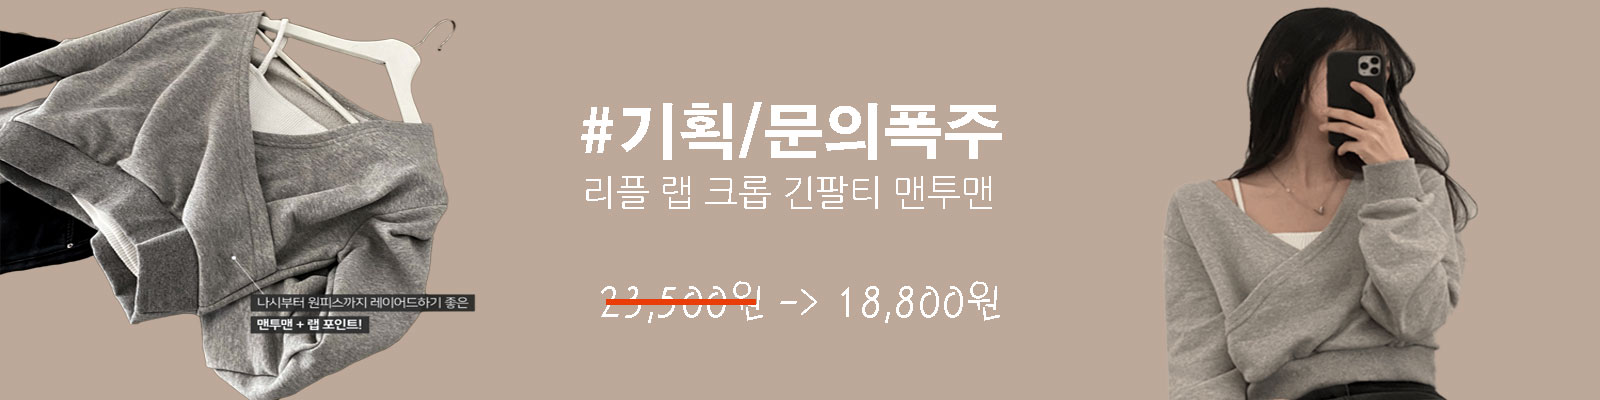 #기획/문의폭주
리플 랩 크롭 긴팔티 맨투맨
23,500원 -> 18,800원
나시부터 원피스까지 레이어드하기 좋은
맨투맨 + 랩 포인트!